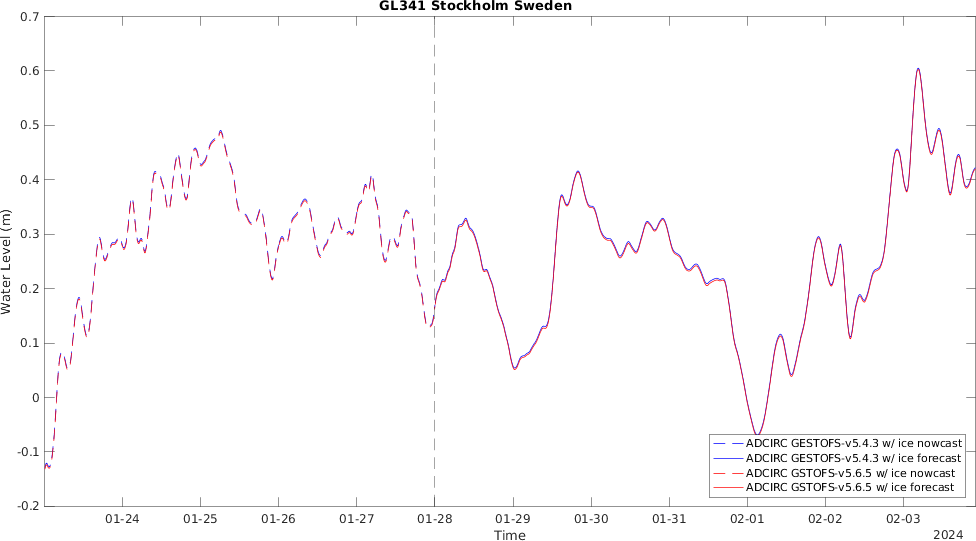 GL341 Stockholm Sweden
0.7
0.6
0.5
0.4
0.3
0.2
0.1
0
-0.1
-0.2
Water Level (m)
ADCIRC GESTOFS-v5.4.3 w/ ice nowcast
ADCIRC GESTOFS-v5.4.3 w/ ice forecast
ADCIRC GSTOFS-v5.6.5 w/ ice nowcast
ADCIRC GSTOFS-v5.6.5 w/ ice forecast
01-24 01-25 01-26 01-27 01-28 01-29 01-30 01-31 02-01 02-02 02-03
Time
2024